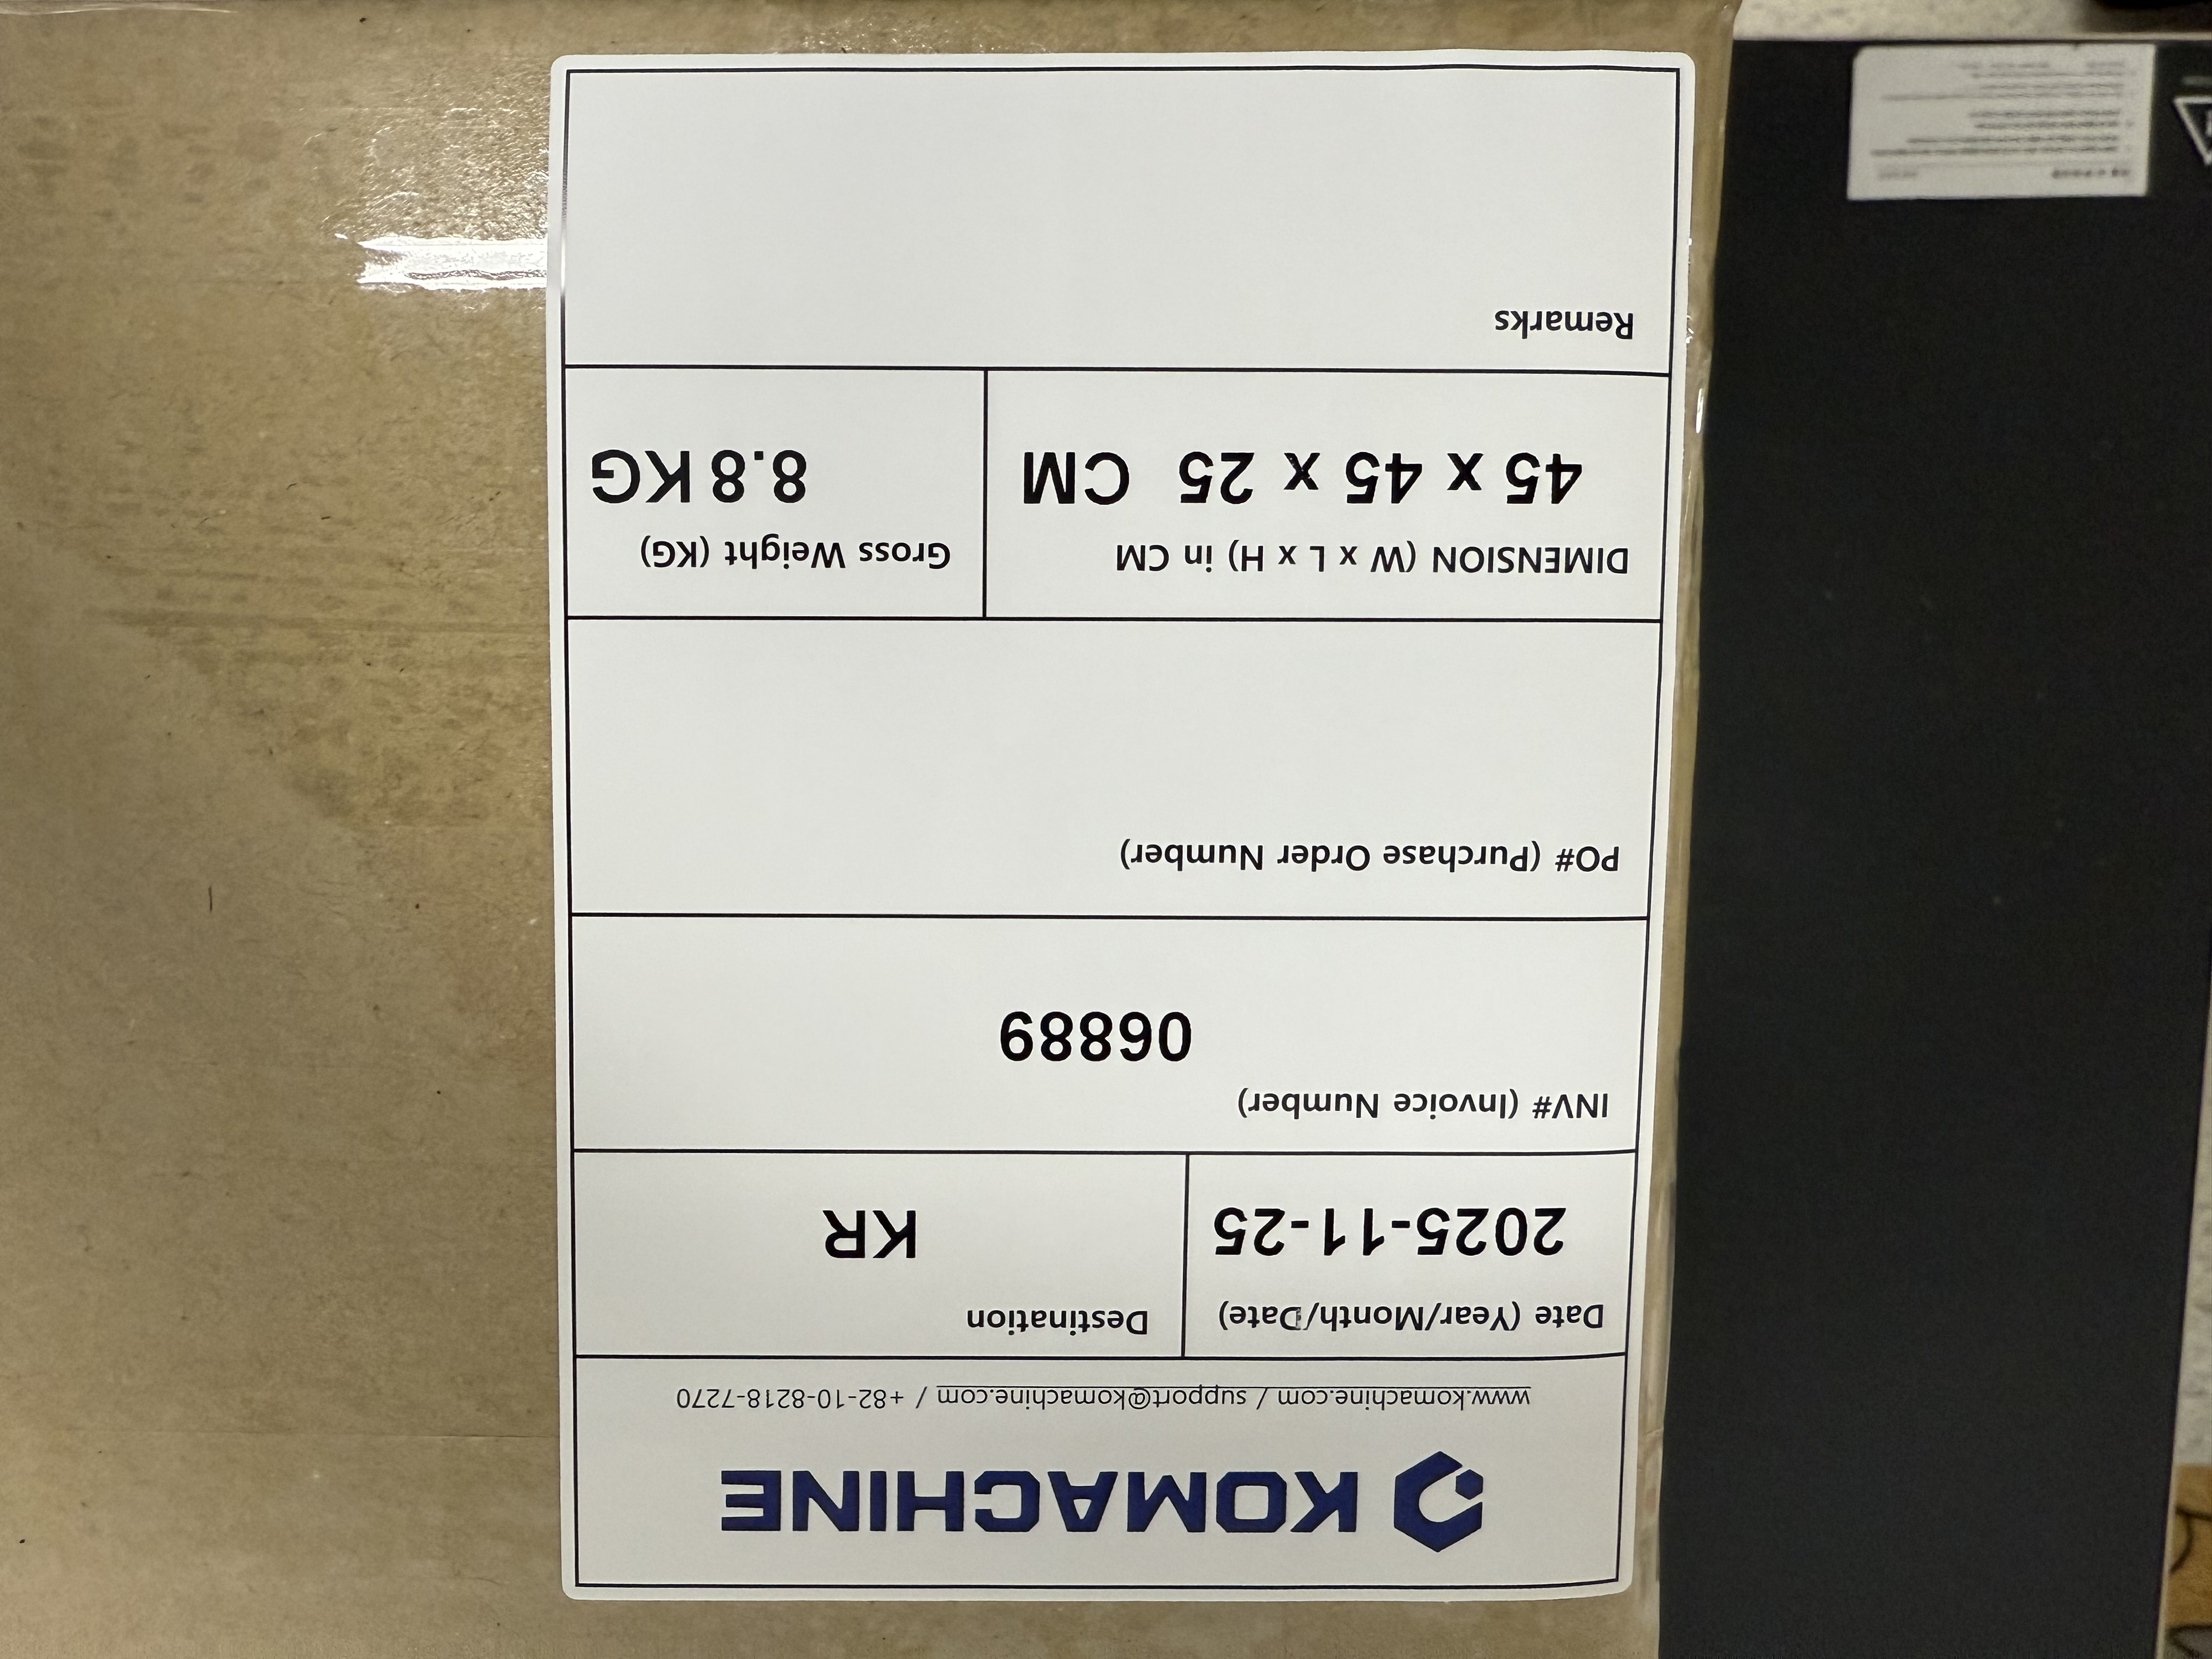 KOMACHINE
www.komachine.com / support@komachine.com / +82-10-8218-7270
Date (Year/Month/Date)
2025-11-25
Destination
KR
INV# (Invoice Number)
06889
PO# (Purchase Order Number)
DIMENSION (W x L x H) in CM
45 x 45 x 25 CM
Gross Weight (KG)
8.8 KG
Remarks